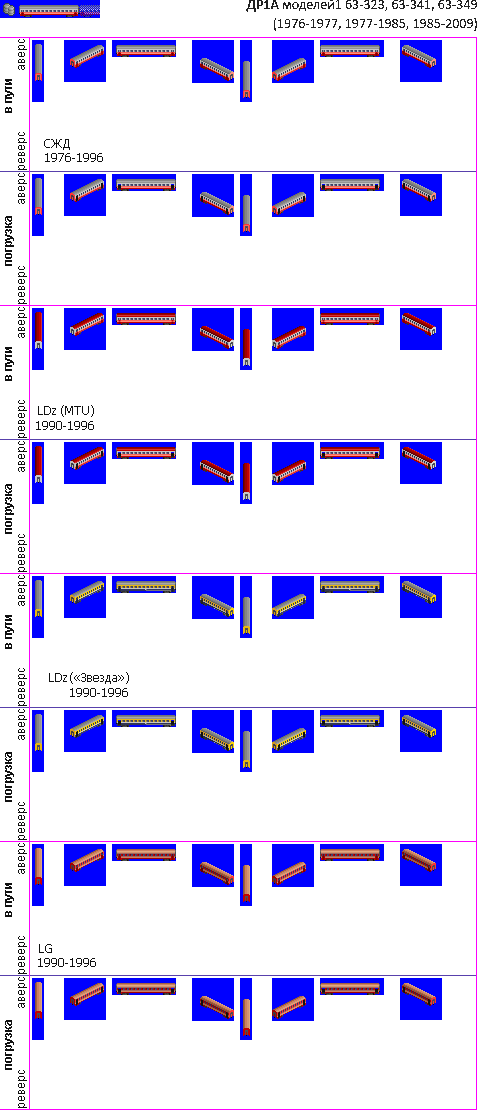 ДР1А моделей1 63-323, 63-341, 63-349
(1976-1977, 1977-1985, 1985-2009)
в пути
аверс
реверс
СЖД
1976-1996
погрузка
аверс
реверс
в пути
аверс
реверс
LDz (MTU)
1990-1996
погрузка
аверс
реверс
в пути
аверс
реверс
LDz («Звезда»)
1990-1996
погрузка
аверс
реверс
в пути
аверс
реверс
LG
1990-1996
погрузка
аверс
реверс